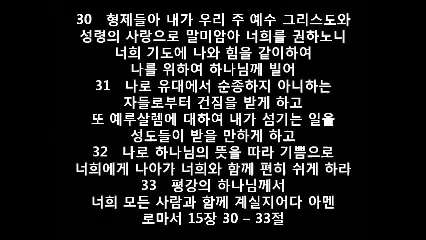 30 형제들아 내가 우리 주 예수 그리스도와
성령의 사랑으로 말미암아 너희를 권하노니
너희 기도에 나와 힘을 같이하여
나를 위하여 하나님께 빌어
31 나로 유대에서 순종하지 아니하는
자들로부터 건짐을 받게 하고
또 예루살렘에 대하여 내가 섬기는 일을
성도들이 받을 만하게 하고
32 나로 하나님의 뜻을 따라 기쁨으로
너희에게 나아가 너희와 함께 편히 쉬게 하라
33 평강의 하나님께서
너희 모든 사람과 함께 계실지어다 아멘
로마서 15장 30 – 33절